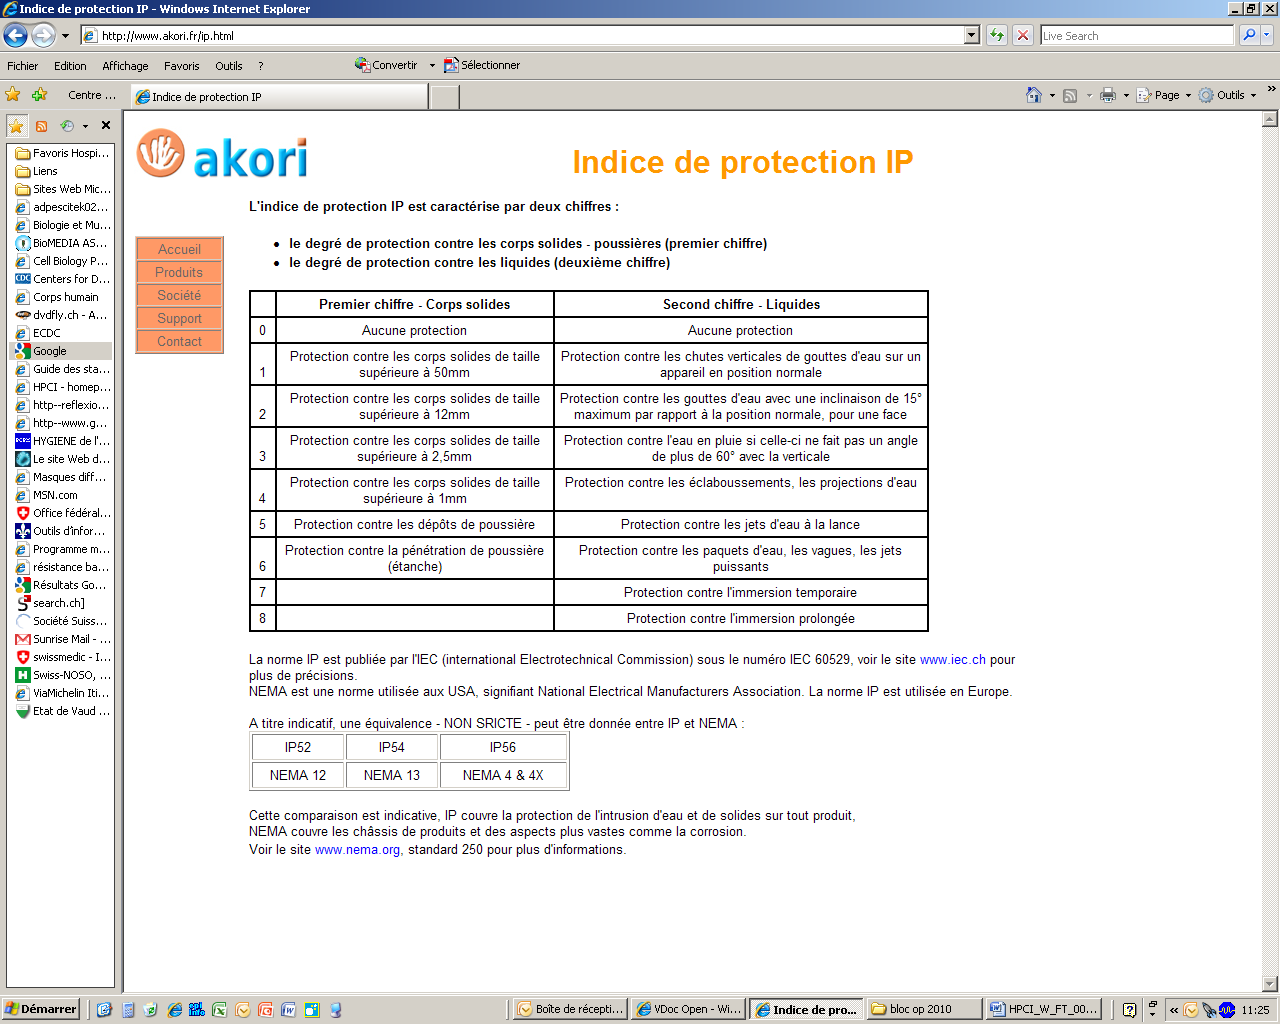 Indice de protection IP - Windows Internet Explorer
http://www.akori.fr/ip.html
Live Search
Fichier Edition Affichage Favoris Outils ? Convertir Sélectionner
Centre ... Indice de protection IP Page Outils
Favoris Hospi...
Liens
Sites Web Mic...
adpescitek02...
Biologie et Mu...
BioMEDIA AS...
Cell Biology P...
CDC Centers for D...
Corps humain
dvdfly.ch - A...
ECDC
Google
Guide des sta...
HPCI - homep...
http--reflexio...
http--www.g...
HYGIENE de l'...
Le site Web d...
Masques diff...
MSN.com
Office fédéral...
Outils d'infor...
Programme m...
résistance ba...
Résultats Go...
search.ch]
Société Suiss...
Sunrise Mail - ...
swissmedic - I...
Swiss-NOSO, ...
ViaMichelin Iti...
Etat de Vaud ...
akori
Indice de protection IP
Accueil
Produits
Société
Support
Contact
L'indice de protection IP est caractérise par deux chiffres :
• le degré de protection contre les corps solides - poussières (premier chiffre)
• le degré de protection contre les liquides (deuxième chiffre)
Premier chiffre - Corps solides Second chiffre - Liquides
0 Aucune protection Aucune protection
Protection contre les corps solides de taille Protection contre les chutes verticales de gouttes d'eau sur un
1 supérieure à 50mm appareil en position normale
Protection contre les corps solides de taille Protection contre les gouttes d'eau avec une inclinaison de 15°
2 supérieure à 12mm maximum par rapport à la position normale, pour une face
Protection contre les corps solides de taille Protection contre l'eau en pluie si celle-ci ne fait pas un angle
3 supérieure à 2,5mm de plus de 60° avec la verticale
Protection contre les corps solides de taille Protection contre les éclaboussements, les projections d'eau
4 supérieure à 1mm
5 Protection contre les dépôts de poussière Protection contre les jets d'eau à la lance
Protection contre la pénétration de poussière Protection contre les paquets d'eau, les vagues, les jets
6 (étanche) puissants
7 Protection contre l'immersion temporaire
8 Protection contre l'immersion prolongée
La norme IP est publiée par l'IEC (international Electrotechnical Commission) sous le numéro IEC 60529, voir le site www.iec.ch pour
plus de précisions.
NEMA est une norme utilisée aux USA, signifiant National Electrical Manufacturers Association. La norme IP est utilisée en Europe.
A titre indicatif, une équivalence - NON SRICTE - peut être donnée entre IP et NEMA :
IP52 IP54 IP56
NEMA 12 NEMA 13 NEMA 4 & 4X
Cette comparaison est indicative, IP couvre la protection de l'intrusion d'eau et de solides sur tout produit,
NEMA couvre les châssis de produits et des aspects plus vastes comme la corrosion.
Voir le site www.nema.org, standard 250 pour plus d'informations.
Démarrer Boîte de récepti... VDoc Open - Wi... Indice de pro... bloc op 2010 HPCI_W_FT_00... 11:25